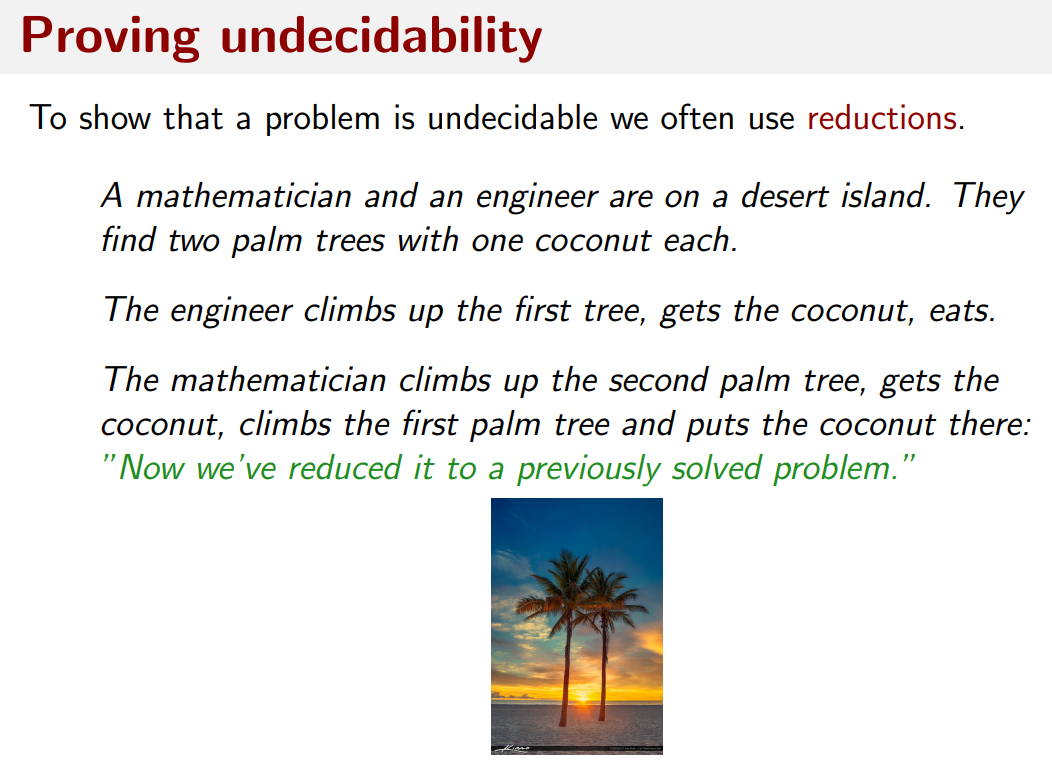 Proving undecidability
To show that a problem is undecidable we often use reductions.
A mathematician and an engineer are on a desert island. They
find two palm trees with one coconut each.
The engineer climbs up the first tree, gets the coconut, eats.
The mathematician climbs up the second palm tree, gets the
coconut, climbs the first palm tree and puts the coconut there:
”Now we’ve reduced it to a previously solved problem.”